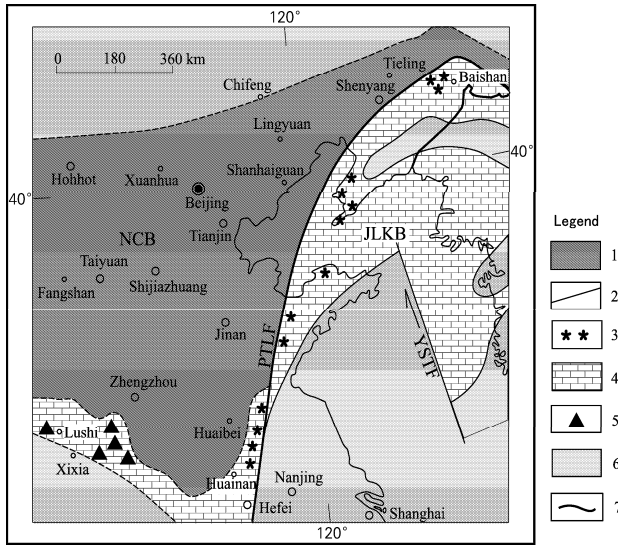 120°
0 180 360 km
Tieling
Baishan
Chifeng
Shenyang
Lingyuan
40°
Hohhot
Xuanhua
Shanhaiguan
40°
Beijing
NCB
Tianjin
JLKB
Taiyuan
Fangshan
Shijiazhuang
Jinan
PTLF
YSTF
Zhengzhou
Lushi
Huaibei
Xixia
Huainan
Nanjing
Hefei
Shanghai
120°
Legend
1
2
3
4
5
6
7